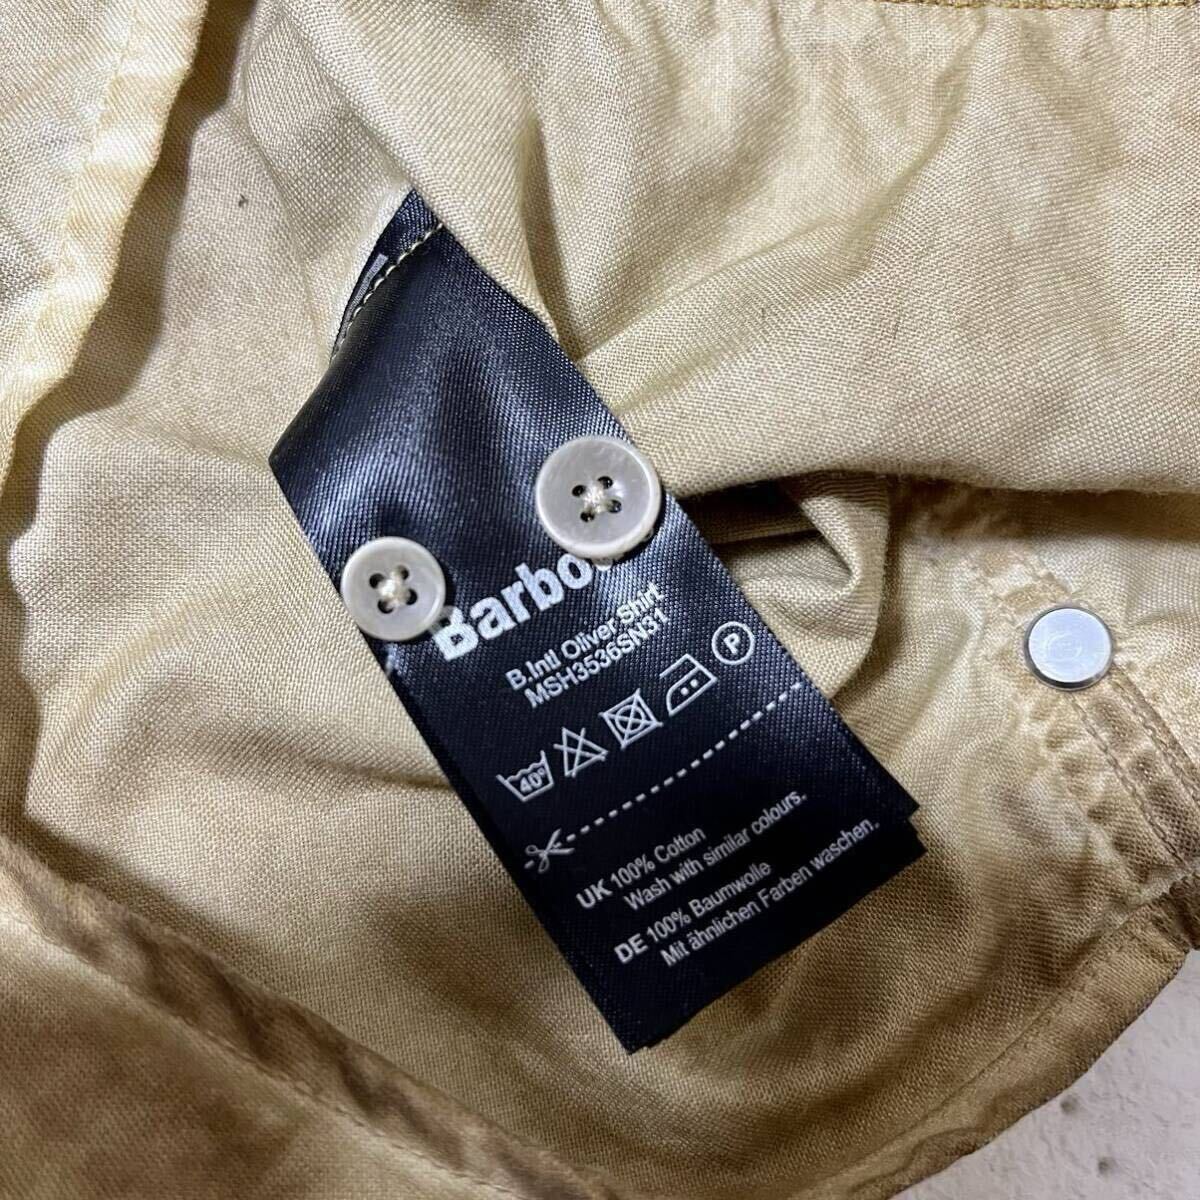 Barbo
B.Intl Oliver Shirt
MSH3536SN31
40°
P
UK 100% Cotton
Wash with similar colours.
DE 100% Baumwolle
Mit ähnlichen Farben waschen.